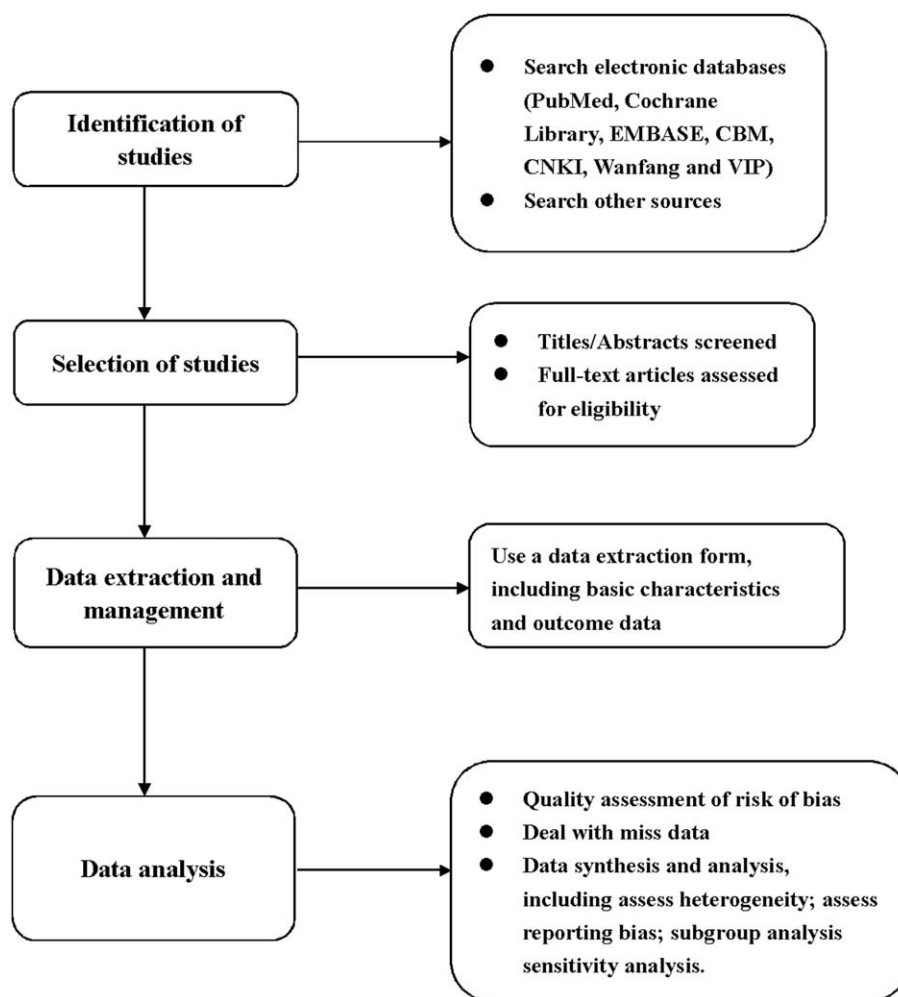 Identification of
studies
● Search electronic databases
(PubMed, Cochrane
Library, EMBASE, CBM,
CNKI, Wanfang and VIP)
● Search other sources
Selection of studies
● Titles/Abstracts screened
● Full-text articles assessed
for eligibility
Data extraction and
management
Use a data extraction form,
including basic characteristics
and outcome data
Data analysis
● Quality assessment of risk of bias
● Deal with miss data
● Data synthesis and analysis,
including assess heterogeneity; assess
reporting bias; subgroup analysis
sensitivity analysis.